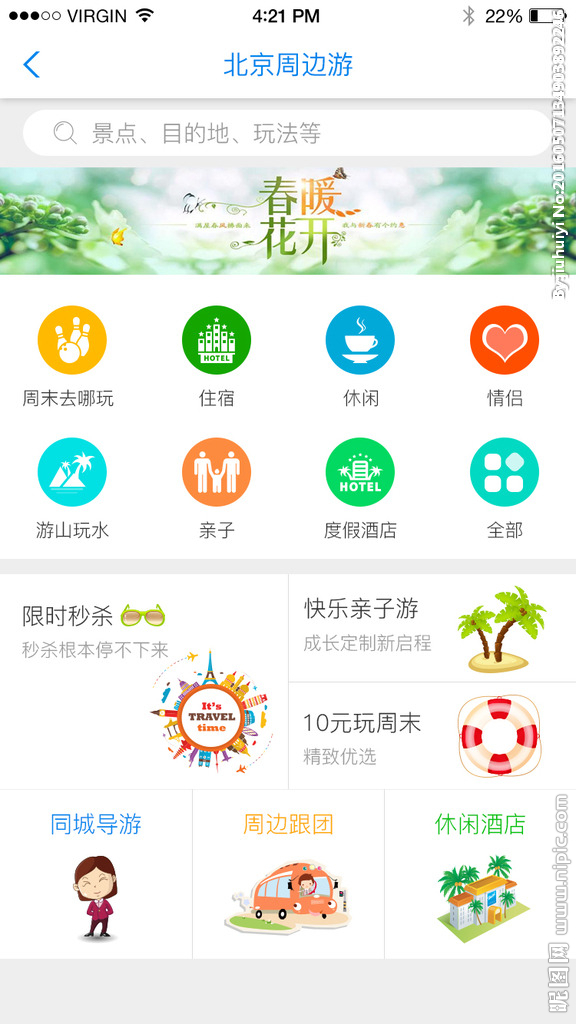 VIRGIN
4:21 PM
22%
北京周边游
景点、目的地、玩法等
春暖
花开
周末去哪玩
HOTEL
住宿
休闲
情侣
游山玩水
亲子
HOTEL
度假酒店
全部
限时秒杀
秒杀根本停不下来
It's
TRAVEL
time
快乐亲子游
成长定制新启程
10元玩周末
精致优选
同城导游
周边跟团
休闲酒店
昵图网 www.nipic.com